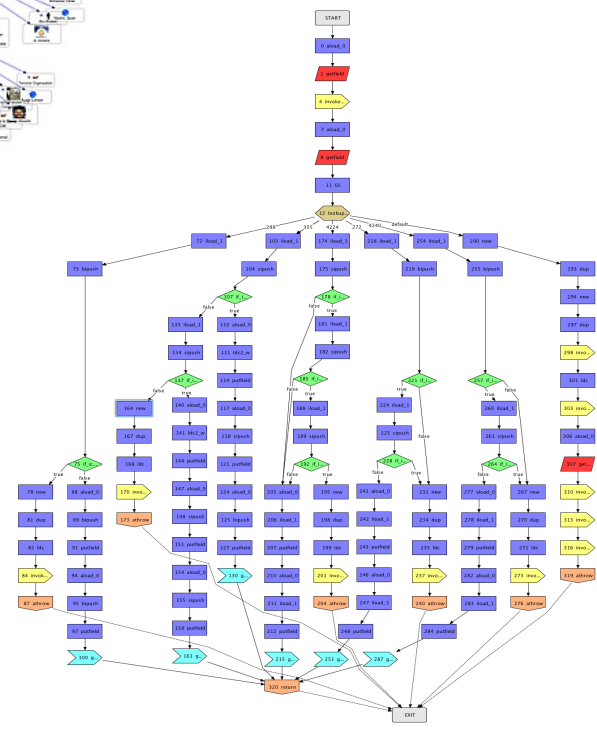 START
0 aload_0
1 getfield
4 invoke...
7 aload_0
8 getfield
11 l2i
12 lookup...
288 305 4224 272 4240 default
72 iload_1 103 iload_1 174 iload_1 218 iload_1 254 iload_1 290 new
73 bipush 104 sipush 175 sipush 219 bipush 255 bipush 293 dup
107 if_i... 178 if_i... 294 new
false true true
133 iload_1 110 aload_0 181 iload_1 297 dup
134 sipush 111 ldc2_w 182 sipush 298 invo...
137 if_i... 114 putfield 185 if_i... 221 if_i... 257 if_i... 301 ldc
false true false true true true false
164 new 140 aload_0 117 aload_0 188 iload_1 224 iload_1 260 iload_1 303 invo...
167 dup 141 ldc2_w 118 sipush 189 sipush 225 sipush false 261 sipush 306 aload_0
75 if_ic... 168 ldc 144 putfield 121 putfield 192 if_i... 228 if_i... 264 if_i... 307 get...
true false false true false true false true
78 new 88 aload_0 170 invo... 147 aload_0 124 aload_0 205 aload_0 195 new 241 aload_0 231 new 277 aload_0 267 new 310 invo...
81 dup 89 bipush 173 athrow 148 sipush 125 bipush 206 iload_1 198 dup 242 iload_1 234 dup 278 iload_1 270 dup 313 invo...
82 ldc 91 putfield 151 putfield 127 putfield 207 putfield 199 ldc 243 putfield 235 ldc 279 putfield 271 ldc 316 invo...
84 invok... 94 aload_0 154 aload_0 130 g... 210 aload_0 201 invo... 246 aload_0 237 invo... 282 aload_0 273 invo... 319 athrow
87 athrow 95 bipush 155 sipush 211 iload_1 204 athrow 247 iload_1 240 athrow 283 iload_1 276 athrow
97 putfield 158 putfield 212 putfield 248 putfield 284 putfield
100 g... 161 g... 215 g... 251 g... 287 g...
320 return
EXIT